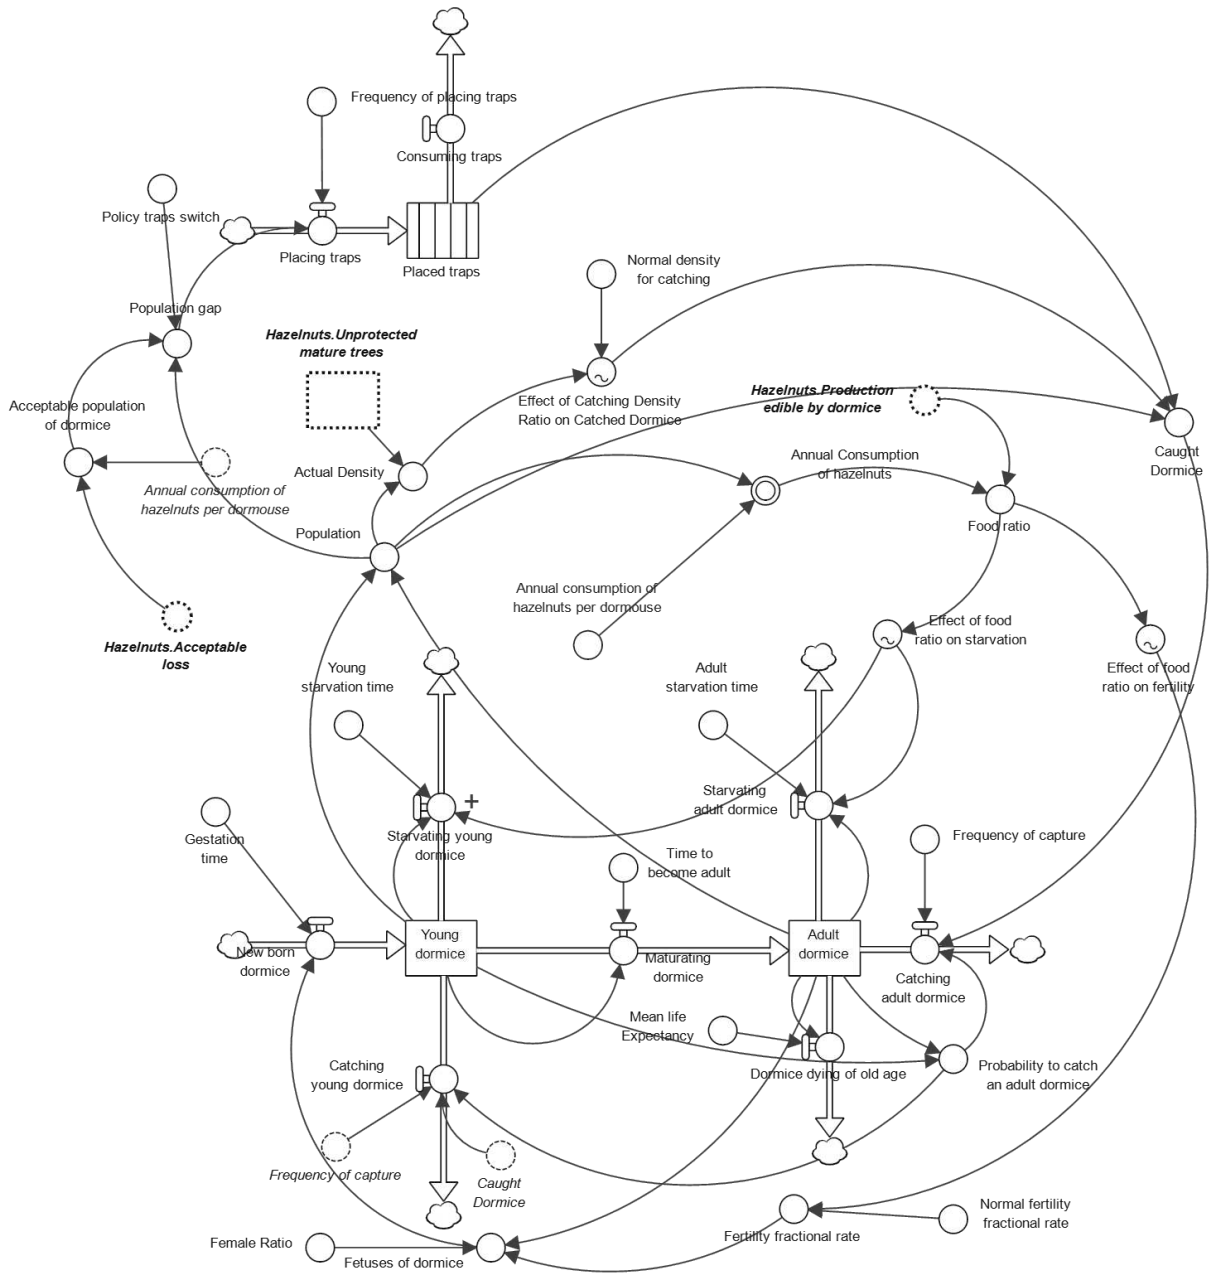 Frequency of placing traps
Consuming traps
Policy traps switch
Placing traps
Placed traps
Normal density
for catching
Population gap
Hazelnuts.Unprotected
mature trees
Effect of Catching Density
Ratio on Catched Dormice
Hazelnuts.Production
edible by dormice
Acceptable population
of dormice
Caught
Dormice
Actual Density
Annual Consumption
of hazelnuts
Annual consumption of
hazelnuts per dormouse
Population
Food ratio
Annual consumption of
hazelnuts per dormouse
Hazelnuts.Acceptable
loss
Effect of food
ratio on starvation
Effect of food
ratio on fertility
Young
starvation time
Adult
starvation time
Starvating
adult dormice
+
Starvating young
dormice
Gestation
time
Time to
become adult
Frequency of capture
New born
dormice
Young
dormice
Maturating
dormice
Adult
dormice
Catching
adult dormice
Mean life
Expectancy
Catching
young dormice
Dormice dying of old age
Probability to catch
an adult dormice
Frequency of capture
Caught
Dormice
Normal fertility
fractional rate
Fertility fractional rate
Female Ratio
Fetuses of dormice